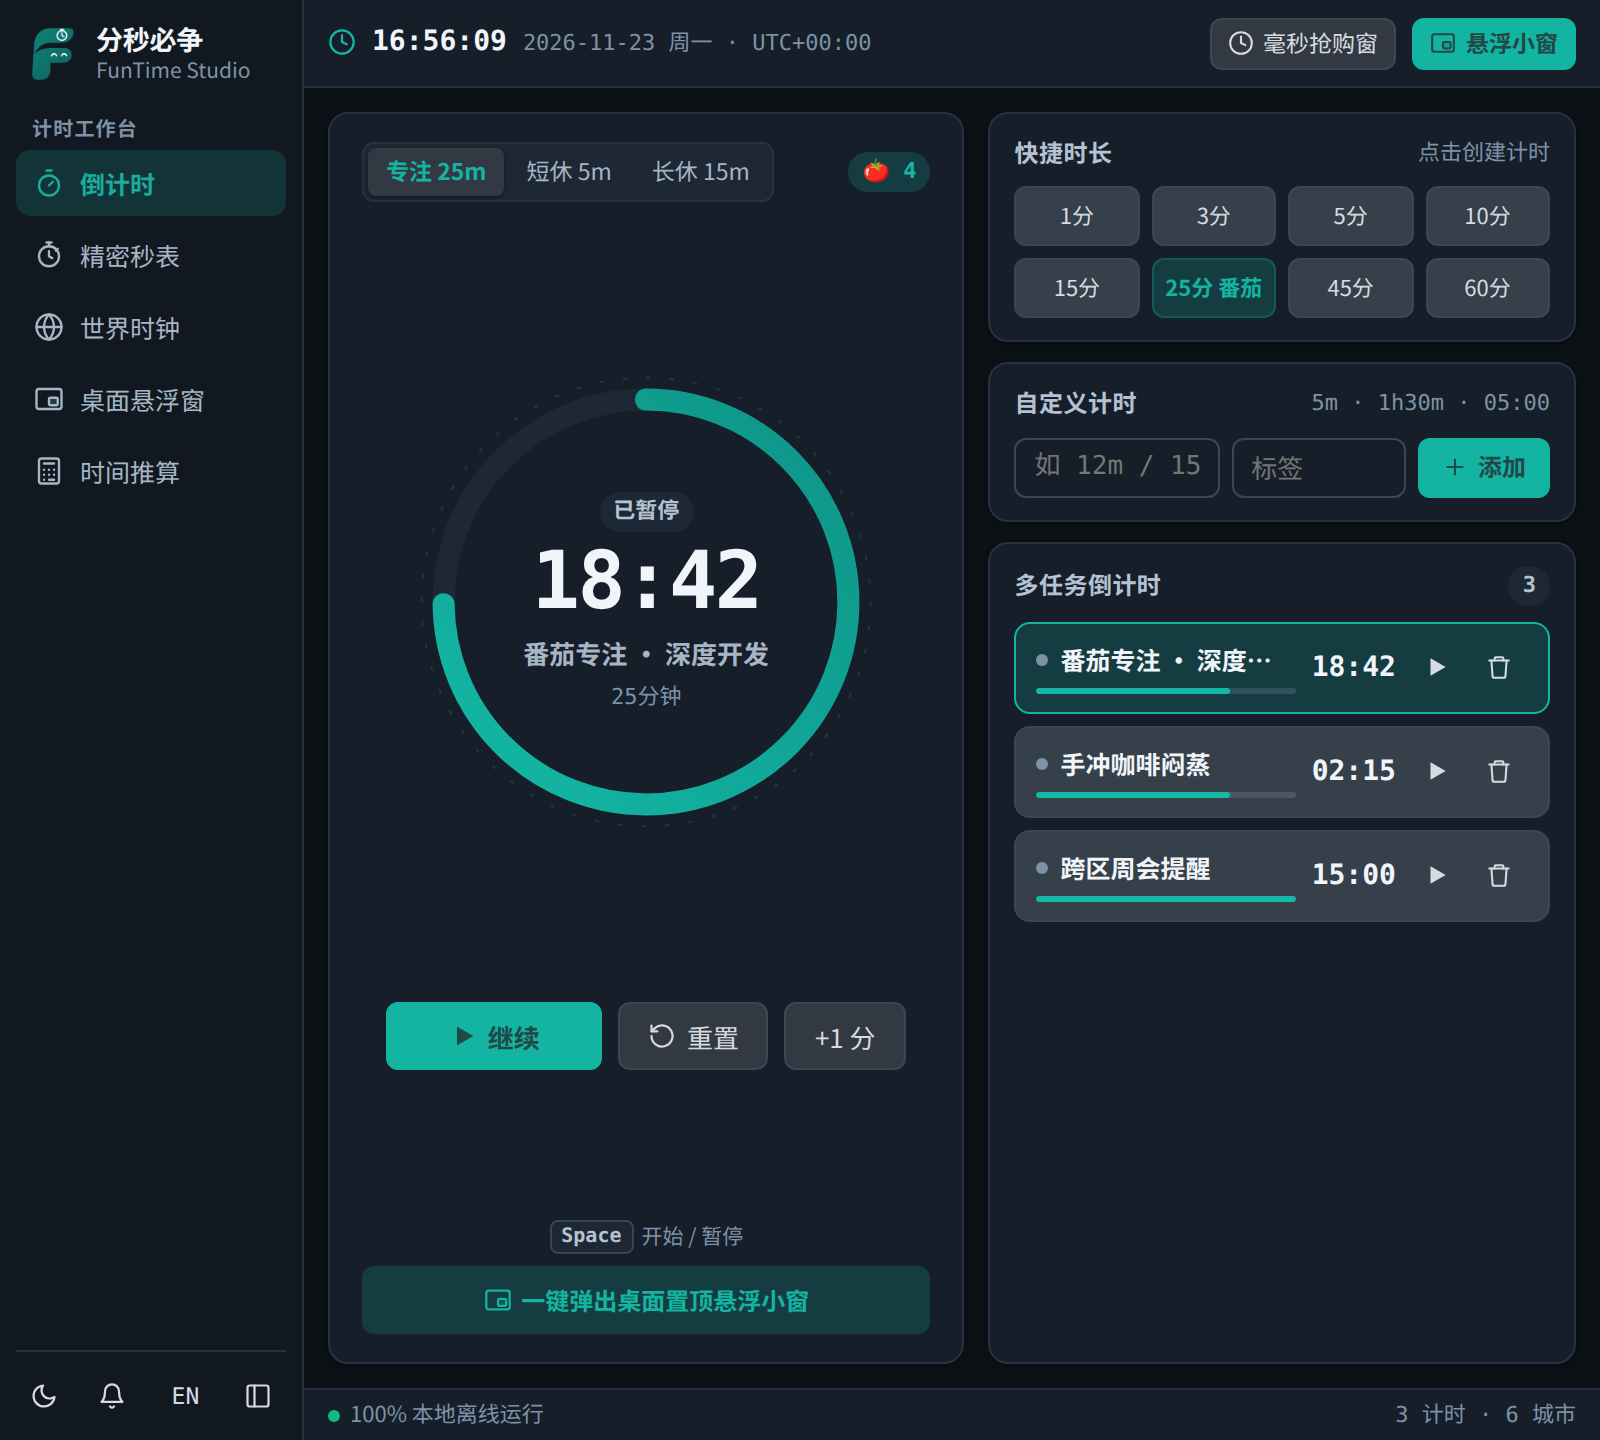 分秒必争
FunTime Studio
计时工作台
倒计时
精密秒表
世界时钟
桌面悬浮窗
时间推算
EN
16:56:09 2026-11-23 周一 · UTC+00:00
毫秒抢购窗
悬浮小窗
专注 25m
短休 5m
长休 15m
4
已暂停
18:42
番茄专注 · 深度开发
25分钟
继续
重置
+1 分
Space 开始 / 暂停
一键弹出桌面置顶悬浮小窗
快捷时长
点击创建计时
1分
3分
5分
10分
15分
25分 番茄
45分
60分
自定义计时
5m · 1h30m · 05:00
如 12m / 15
标签
添加
多任务倒计时
3
番茄专注 · 深度…
18:42
手冲咖啡闷蒸
02:15
跨区周会提醒
15:00
100% 本地离线运行
3 计时 · 6 城市